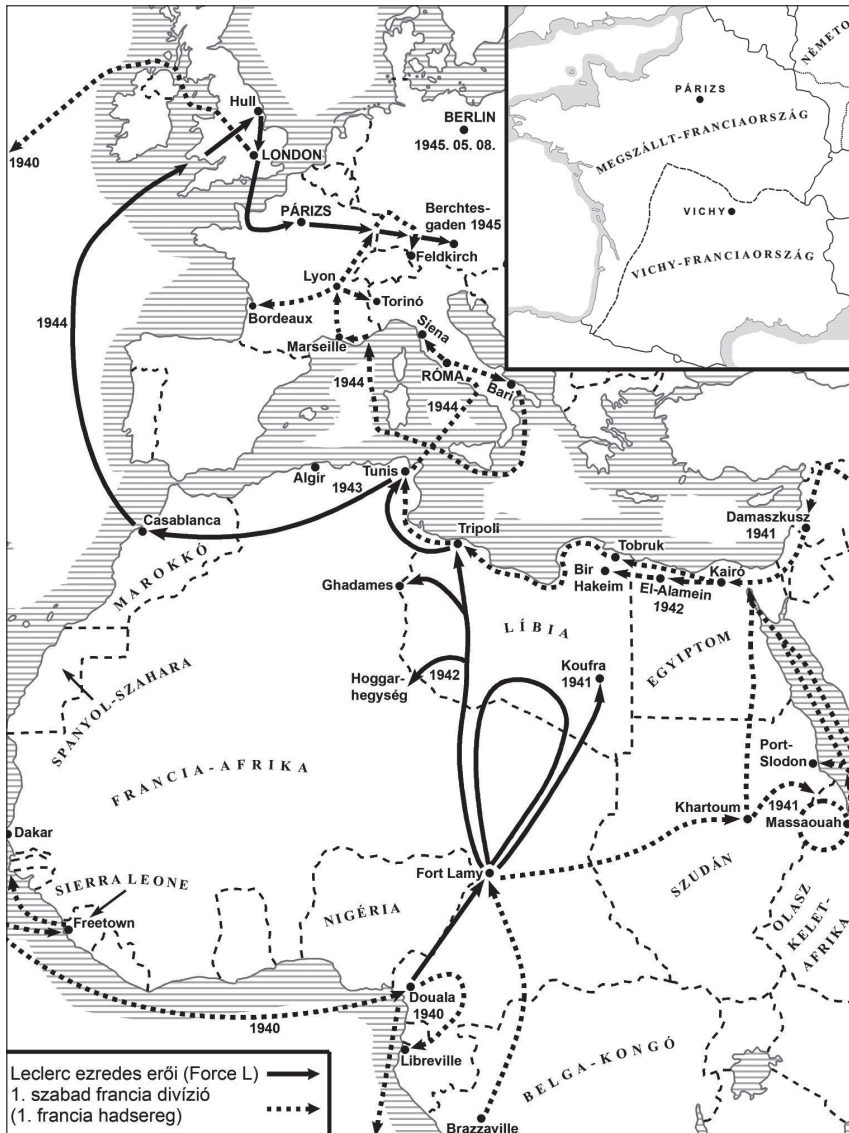 Hull
1940
LONDON
BERLIN
1945. 05. 08.
PÁRIZS
Berchtes-
gaden 1945
Feldkirch
Lyon
Torinó
Bordeaux
Marseille
Siena
RÓMA
Bari
1944
1944
1944
Algír
Tunis
1943
Casablanca
MAROKKÓ
Tripoli
Damaszkusz
1941
Tobruk
Bir
Hakeim
Kairó
El-Alamein
1942
Ghadames
LÍBIA
EGYIPTOM
Hoggar-
hegység
1942
Koufra
1941
SPANYOL-SZAHARA
FRANCIA-AFRIKA
Port-
Slodon
Khartoum
1941
Massaouah
Dakar
SIERRA LEONE
Freetown
NIGÉRIA
Fort Lamy
SZUDÁN
OLASZ
KELET-
AFRIKA
1940
Douala
1940
Libreville
BELGA-KONGÓ
Brazzaville
Leclerc ezredes erői (Force L)
1. szabad francia divízió
(1. francia hadsereg)
NÉMETO
PÁRIZS
MEGSZÁLLT-FRANCIAORSZÁG
VICHY
VICHY-FRANCIAORSZÁG